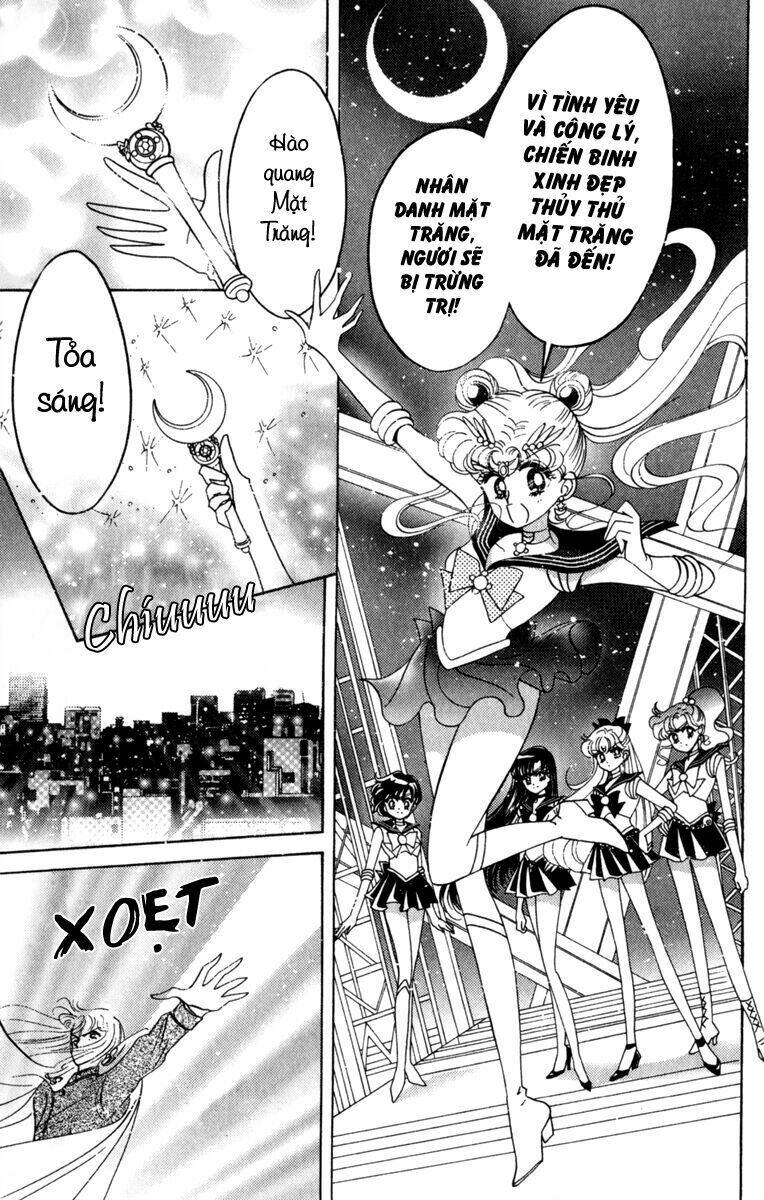 VÌ TÌNH YÊU
VÀ CÔNG LÝ,
CHIẾN BINH
XINH ĐẸP
THỦY THỦ
MẶT TRĂNG
ĐÃ ĐẾN!
NHÂN
DANH MẶT
TRĂNG,
NGƯƠI SẼ
BỊ TRỪNG
TRỊ!
Hào
quang
Mặt
Trăng!
Tỏa
sáng!
Chíuuuu
XOẸT